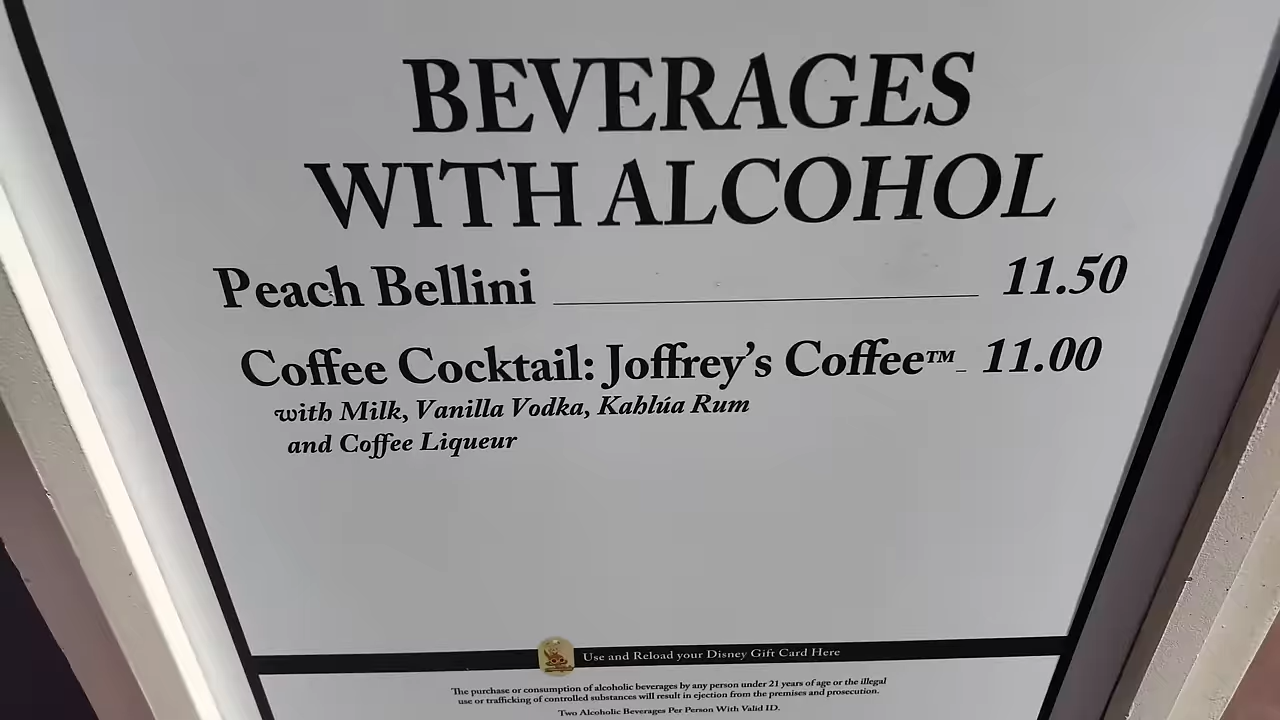 BEVERAGES
WITH ALCOHOL
Peach Bellini 11.50
Coffee Cocktail: Joffrey's Coffee™ 11.00
with Milk, Vanilla Vodka, Kahlúa Rum
and Coffee Liqueur
Use and Reload your Disney Gift Card Here
The purchase or consumption of alcoholic beverages by any person under 21 years of age or the illegal
use or trafficking of controlled substances will result in ejection from the premises and prosecution.
Two Alcoholic Beverages Per Person With Valid ID.